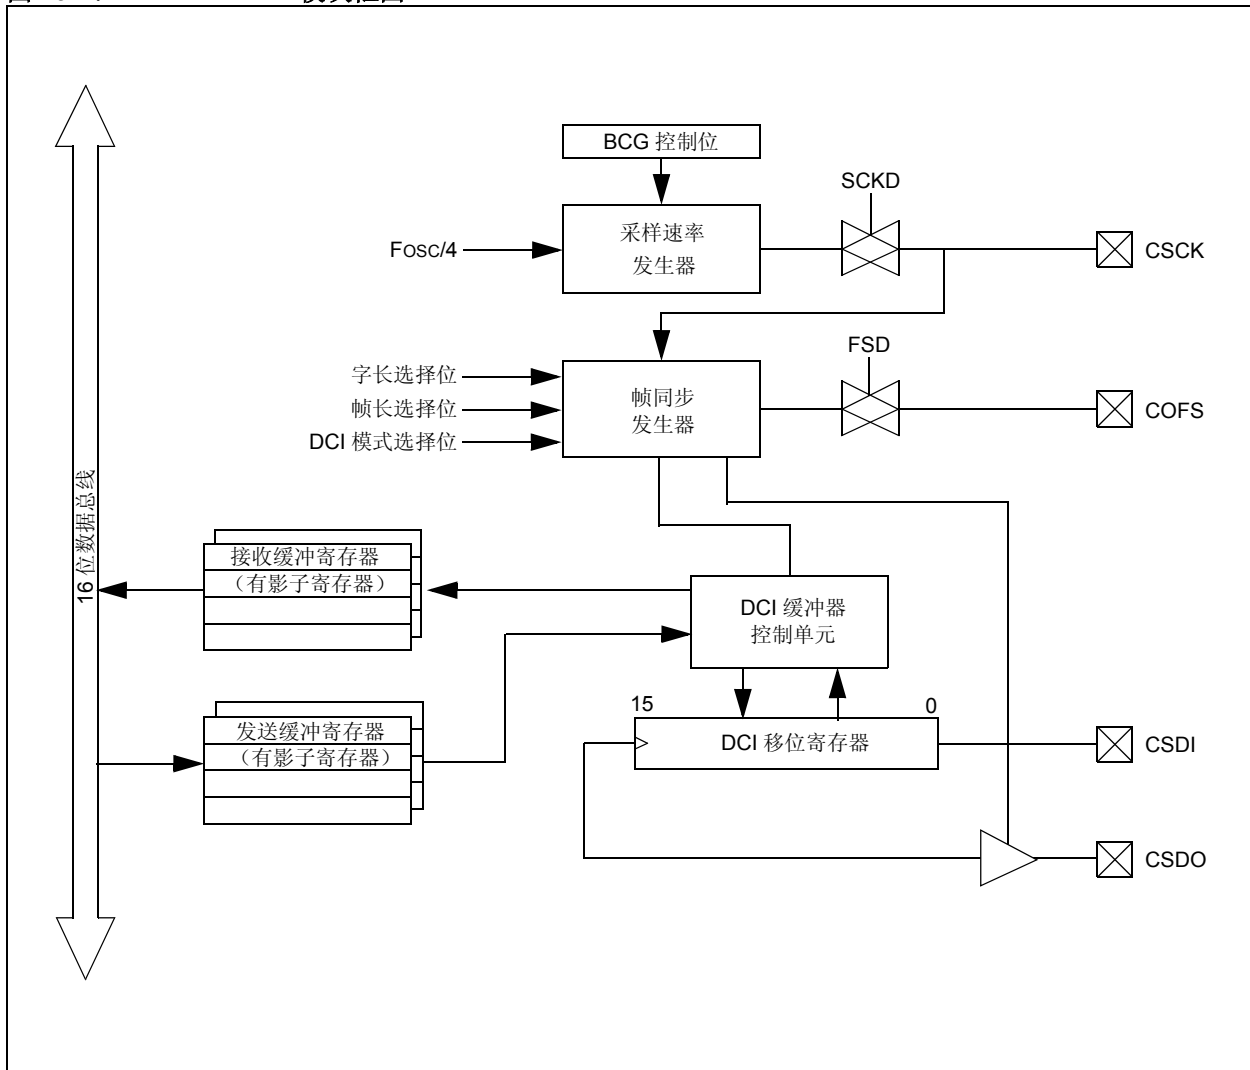 BCG 控制位
SCKD
采样速率
发生器
FOSC/4
CSCK
FSD
字长选择位
帧长选择位
DCI 模式选择位
帧同步
发生器
COFS
16 位数据总线
接收缓冲寄存器
（有影子寄存器）
DCI 缓冲器
控制单元
15
0
发送缓冲寄存器
（有影子寄存器）
DCI 移位寄存器
CSDI
CSDO